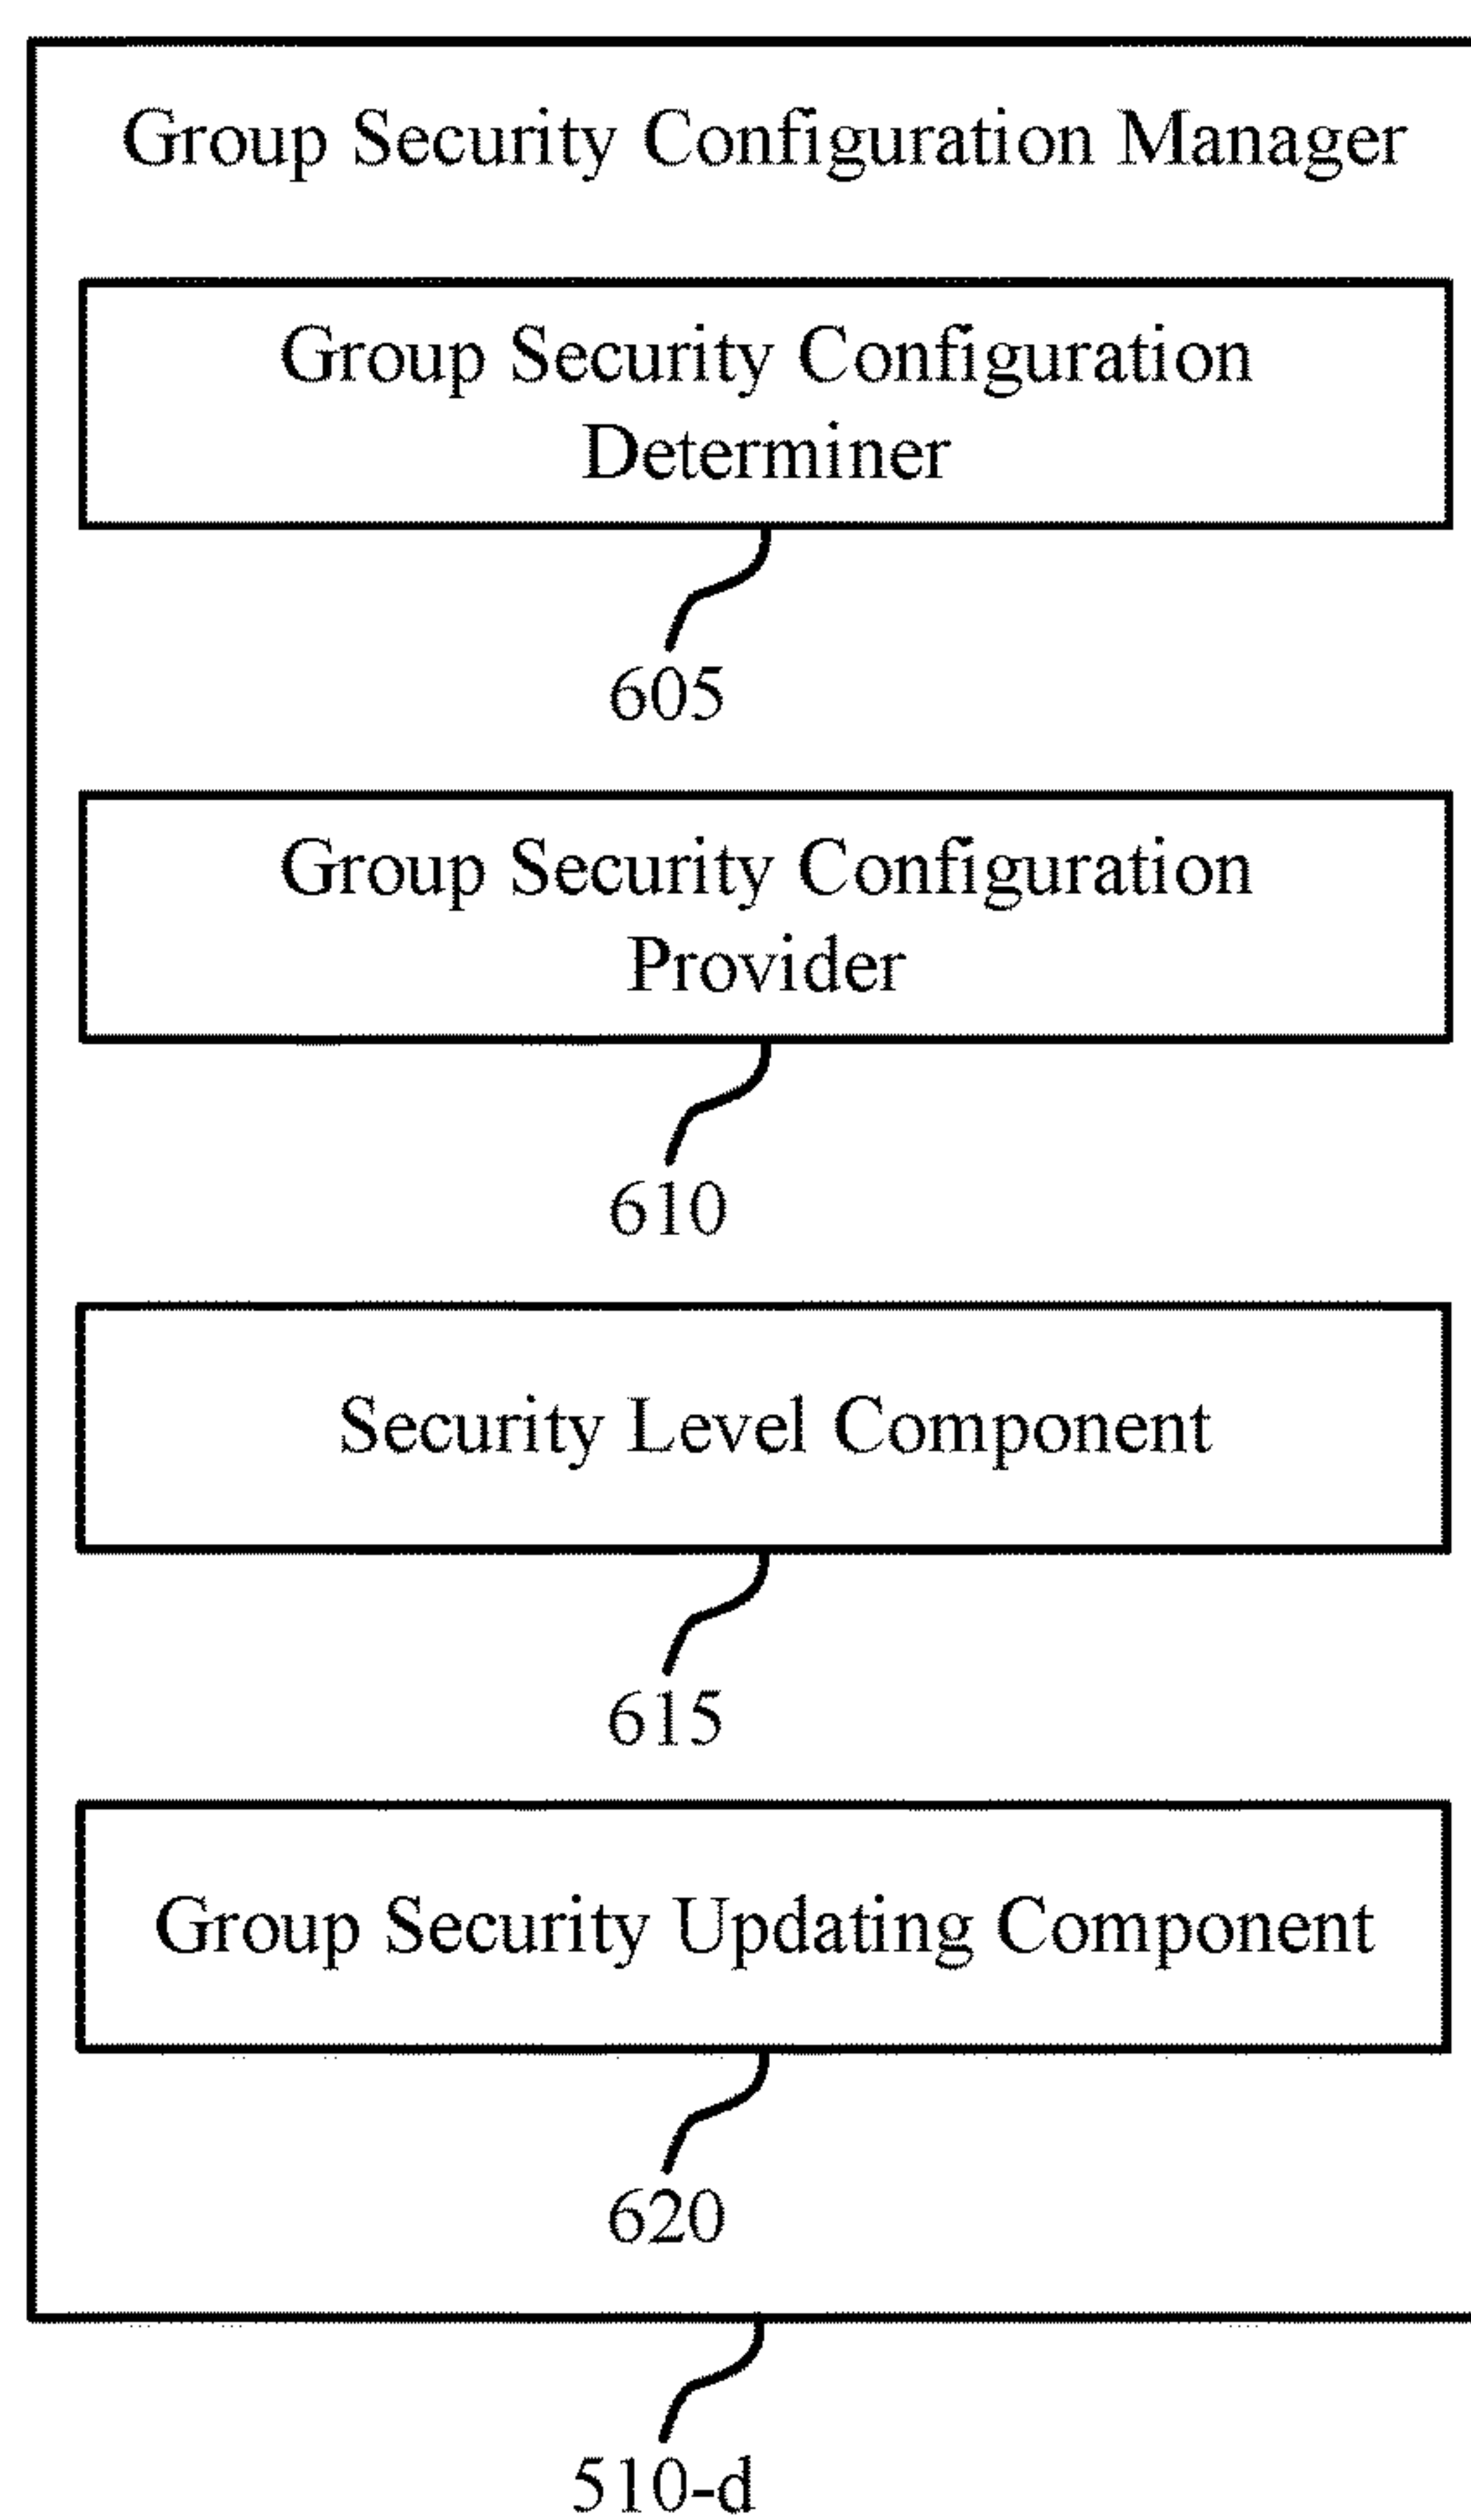 Group Security Configuration Manager
Group Security Configuration
Determiner
605
Group Security Configuration
Provider
610
Security Level Component
615
Group Security Updating Component
620
510-d